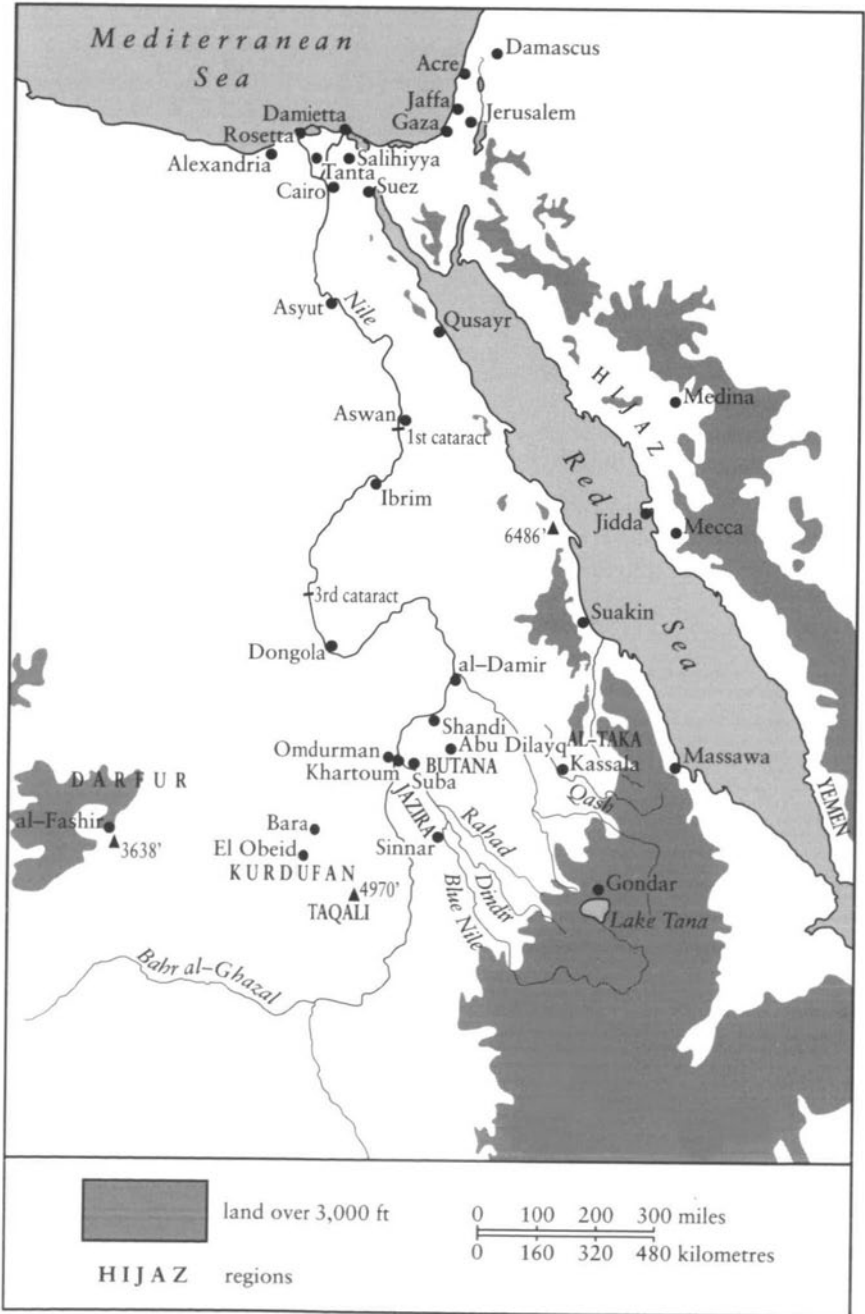 Mediterranean
Sea
Damascus
Acre
Jaffa
Jerusalem
Gaza
Damietta
Rosetta
Alexandria
Salihiyya
Tanta
Cairo
Suez
Asyut
Nile
Qusayr
HIJAZ
Medina
Aswan
1st cataract
Ibrim
Red
Sea
Jidda
Mecca
6486'
3rd cataract
Suakin
Dongola
al-Damir
Shandi
Abu Dilayq
AL-TAKA
Omdurman
Khartoum
Suba
BUTANA
Kassala
Massawa
Qash
YEMEN
DARFUR
al-Fashir
3638'
JAZIRA
Rahad
Bara
El Obeid
Sinnar
KURDUFAN
4970'
TAQALI
Dindir
Blue Nile
Gondar
Lake Tana
Bahr al-Ghazal
land over 3,000 ft
HIJAZ regions
0 100 200 300 miles
0 160 320 480 kilometres